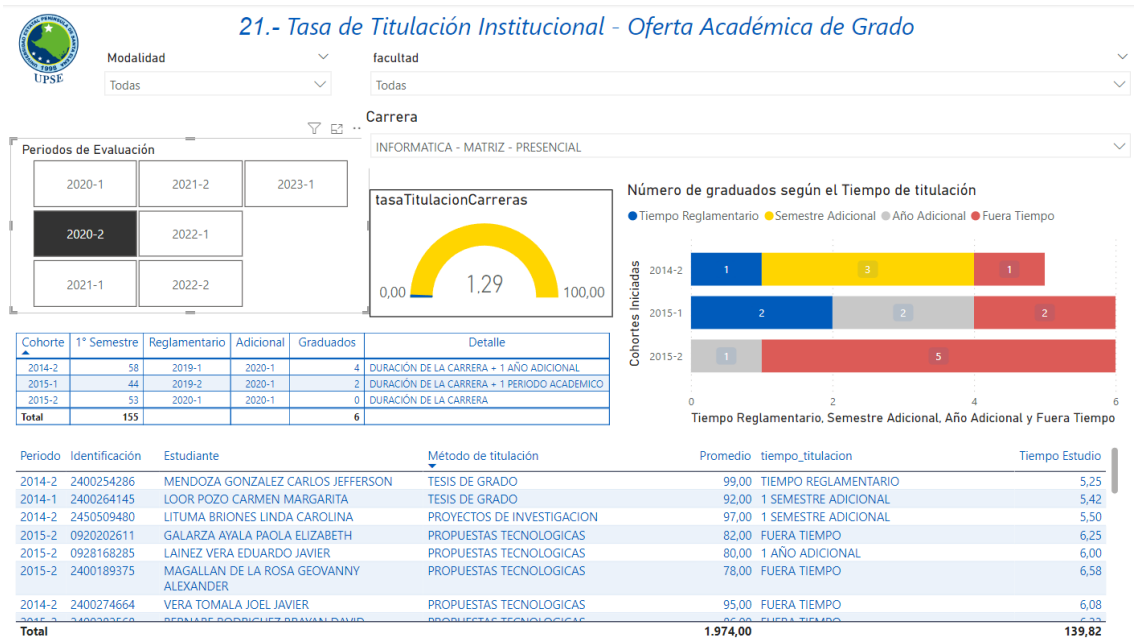 21.- Tasa de Titulación Institucional - Oferta Académica de Grado
UPSE
Modalidad
Todas
facultad
Todas
Carrera
INFORMATICA - MATRIZ - PRESENCIAL
Periodos de Evaluación
2020-1 2021-2 2023-1
2020-2 2022-1
2021-1 2022-2
tasaTitulacionCarreras
1,29
0,00 100,00
Número de graduados según el Tiempo de titulación
Tiempo Reglamentario Semestre Adicional Año Adicional Fuera Tiempo
Cohortes Iniciadas
2014-2 1 3 1
2015-1 2 2 2
2015-2 1 5
0 2 4 6
Tiempo Reglamentario, Semestre Adicional, Año Adicional y Fuera Tiempo
Cohorte 1° Semestre Reglamentario Adicional Graduados Detalle
2014-2 58 2019-1 2020-1 4 DURACIÓN DE LA CARRERA + 1 AÑO ADICIONAL
2015-1 44 2019-2 2020-1 2 DURACIÓN DE LA CARRERA + 1 PERIODO ACADEMICO
2015-2 53 2020-1 2020-1 0 DURACIÓN DE LA CARRERA
Total 155 6
Periodo Identificación Estudiante Método de titulación Promedio tiempo_titulacion Tiempo Estudio
2014-2 2400254286 MENDOZA GONZALEZ CARLOS JEFFERSON TESIS DE GRADO 99,00 TIEMPO REGLAMENTARIO 5,25
2014-1 2400264145 LOOR POZO CARMEN MARGARITA TESIS DE GRADO 92,00 1 SEMESTRE ADICIONAL 5,42
2014-2 2450509480 LITUMA BRIONES LINDA CAROLINA PROYECTOS DE INVESTIGACION 97,00 1 SEMESTRE ADICIONAL 5,50
2015-2 0920202611 GALARZA AYALA PAOLA ELIZABETH PROPUESTAS TECNOLOGICAS 82,00 FUERA TIEMPO 6,25
2015-2 0928168285 LAINEZ VERA EDUARDO JAVIER PROPUESTAS TECNOLOGICAS 80,00 1 AÑO ADICIONAL 6,00
2015-2 2400189375 MAGALLAN DE LA ROSA GEOVANNY PROPUESTAS TECNOLOGICAS 78,00 FUERA TIEMPO 6,58
ALEXANDER
2014-2 2400274664 VERA TOMALA JOEL JAVIER PROPUESTAS TECNOLOGICAS 95,00 FUERA TIEMPO 6,08
Total 1.974,00 139,82